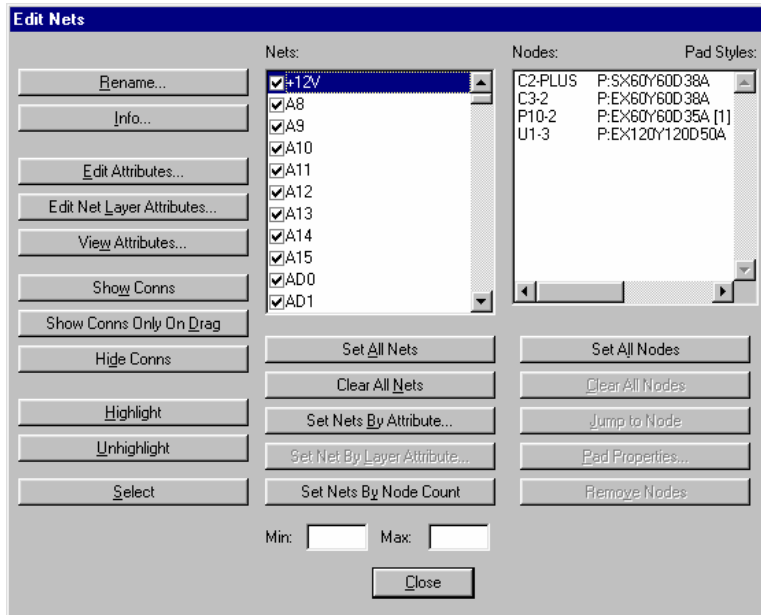 Edit Nets
Nets:
Nodes:
Pad Styles:
Rename...
Info...
Edit Attributes...
Edit Net Layer Attributes...
View Attributes...
Show Conns
Show Conns Only On Drag
Hide Conns
Highlight
Unhighlight
Select
+12V
A8
A9
A10
A11
A12
A13
A14
A15
AD0
AD1
C2-PLUS P:SX60Y60D38A
C3-2 P:EX60Y60D38A
P10-2 P:EX60Y60D35A [1]
U1-3 P:EX120Y120D50A
Set All Nets
Clear All Nets
Set Nets By Attribute...
Set Net By Layer Attribute...
Set Nets By Node Count
Min:
Max:
Set All Nodes
Clear All Nodes
Jump to Node
Pad Properties...
Remove Nodes
Close